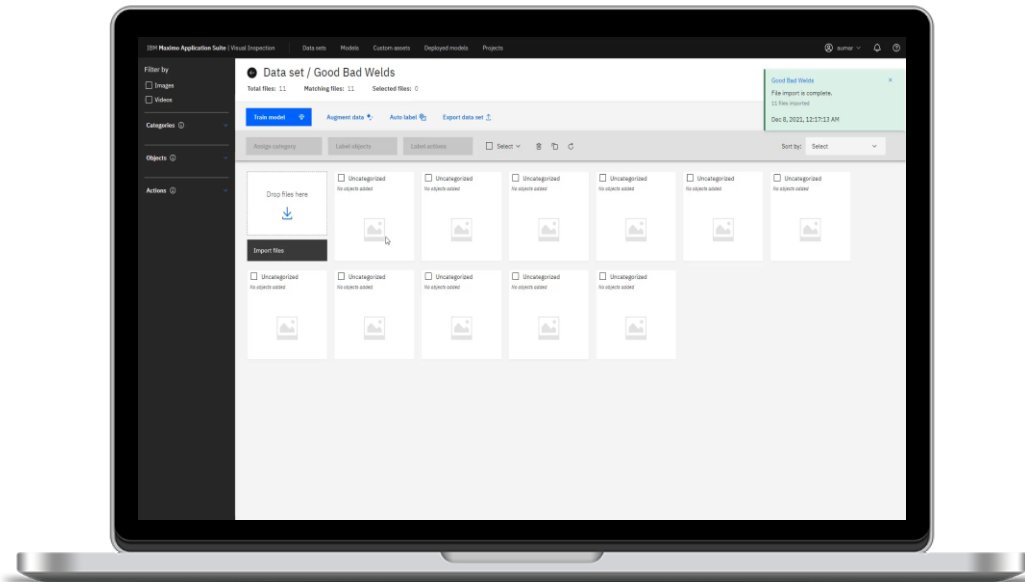 IBM Maximo Application Suite | Visual Inspection
Data sets Models Custom assets Deployed models Projects
Filter by
Images
Videos
Categories
Objects
Actions
Data set / Good Bad Welds
Total files: 11 Matching files: 11 Selected files: 0
Good Bad Welds
File import is complete.
11 files imported
Dec 8, 2021, 12:17:13 AM
Train model Augment data Auto label Export data set
Assign category Label objects Label actions Select Sort by: Select
Drop files here
Import files
Uncategorized Uncategorized Uncategorized Uncategorized Uncategorized Uncategorized
No objects added No objects added No objects added No objects added No objects added No objects added
Uncategorized Uncategorized Uncategorized Uncategorized Uncategorized
No objects added No objects added No objects added No objects added No objects added